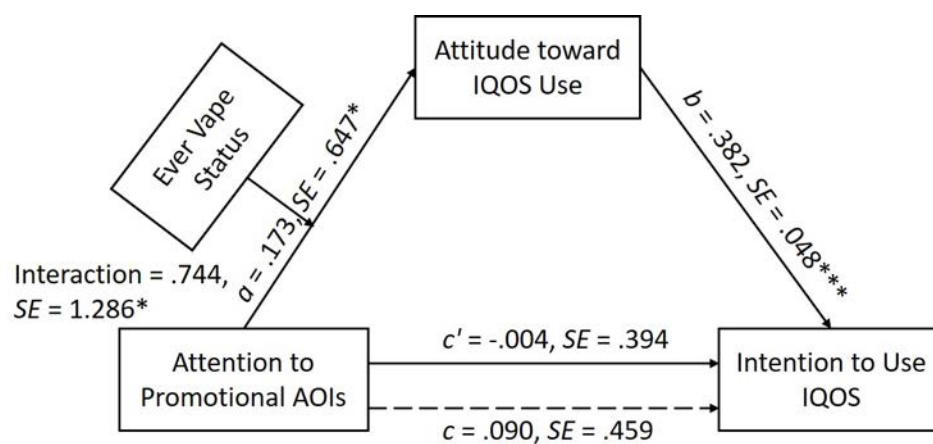 Attitude toward
IQOS Use
Ever Vape
Status
a = .173, SE = .647*
b = .382, SE = .048***
Interaction = .744,
SE = 1.286*
Attention to
Promotional AOIs
c' = -.004, SE = .394
c = .090, SE = .459
Intention to Use
IQOS